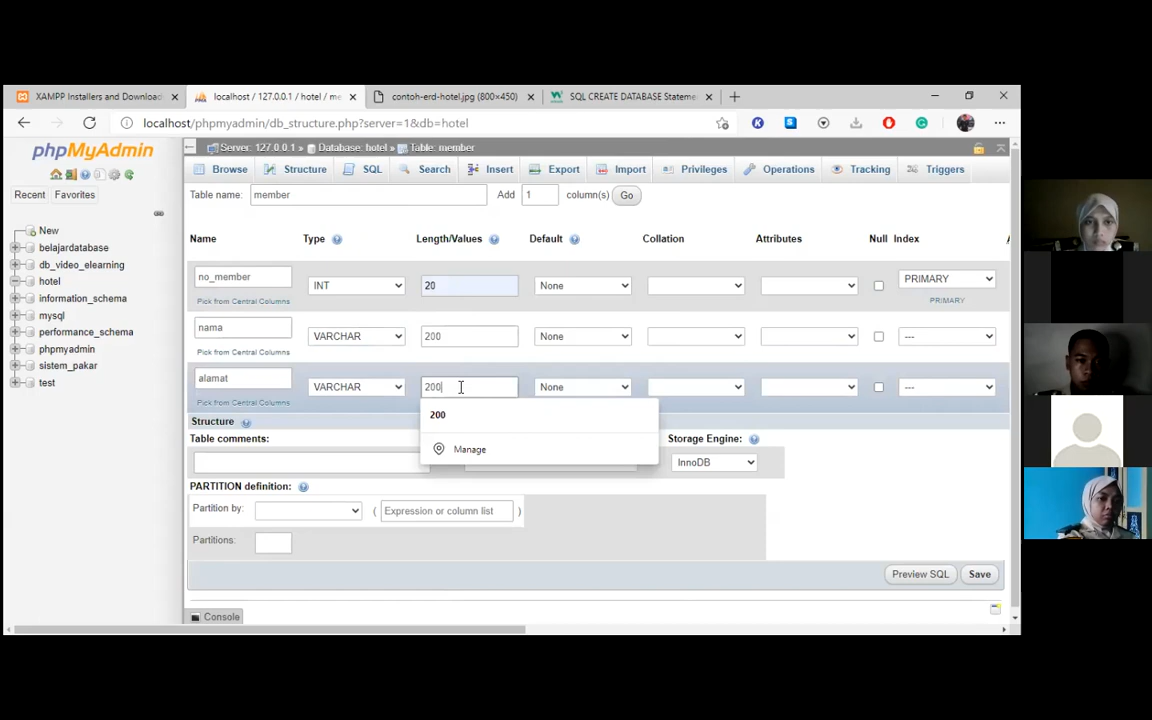 XAMPP Installers and Download
localhost / 127.0.0.1 / hotel / me
contoh-erd-hotel.jpg (800×450)
SQL CREATE DATABASE Stateme
localhost/phpmyadmin/db_structure.php?server=1&db=hotel
phpMyAdmin
Server: 127.0.0.1 » Database: hotel » Table: member
Browse Structure SQL Search Insert Export Import Privileges Operations Tracking Triggers
Recent Favorites
Table name: member Add 1 column(s) Go
New
belajardatabase
db_video_elearning
hotel
information_schema
mysql
performance_schema
phpmyadmin
sistem_pakar
test
Name Type Length/Values Default Collation Attributes Null Index
no_member INT 20 None PRIMARY
Pick from Central Columns PRIMARY
nama VARCHAR 200 None ---
Pick from Central Columns
alamat VARCHAR 200 None ---
Pick from Central Columns
200
Manage
Structure
Table comments: Storage Engine:
InnoDB
PARTITION definition:
Partition by: ( Expression or column list )
Partitions:
Preview SQL Save
Console